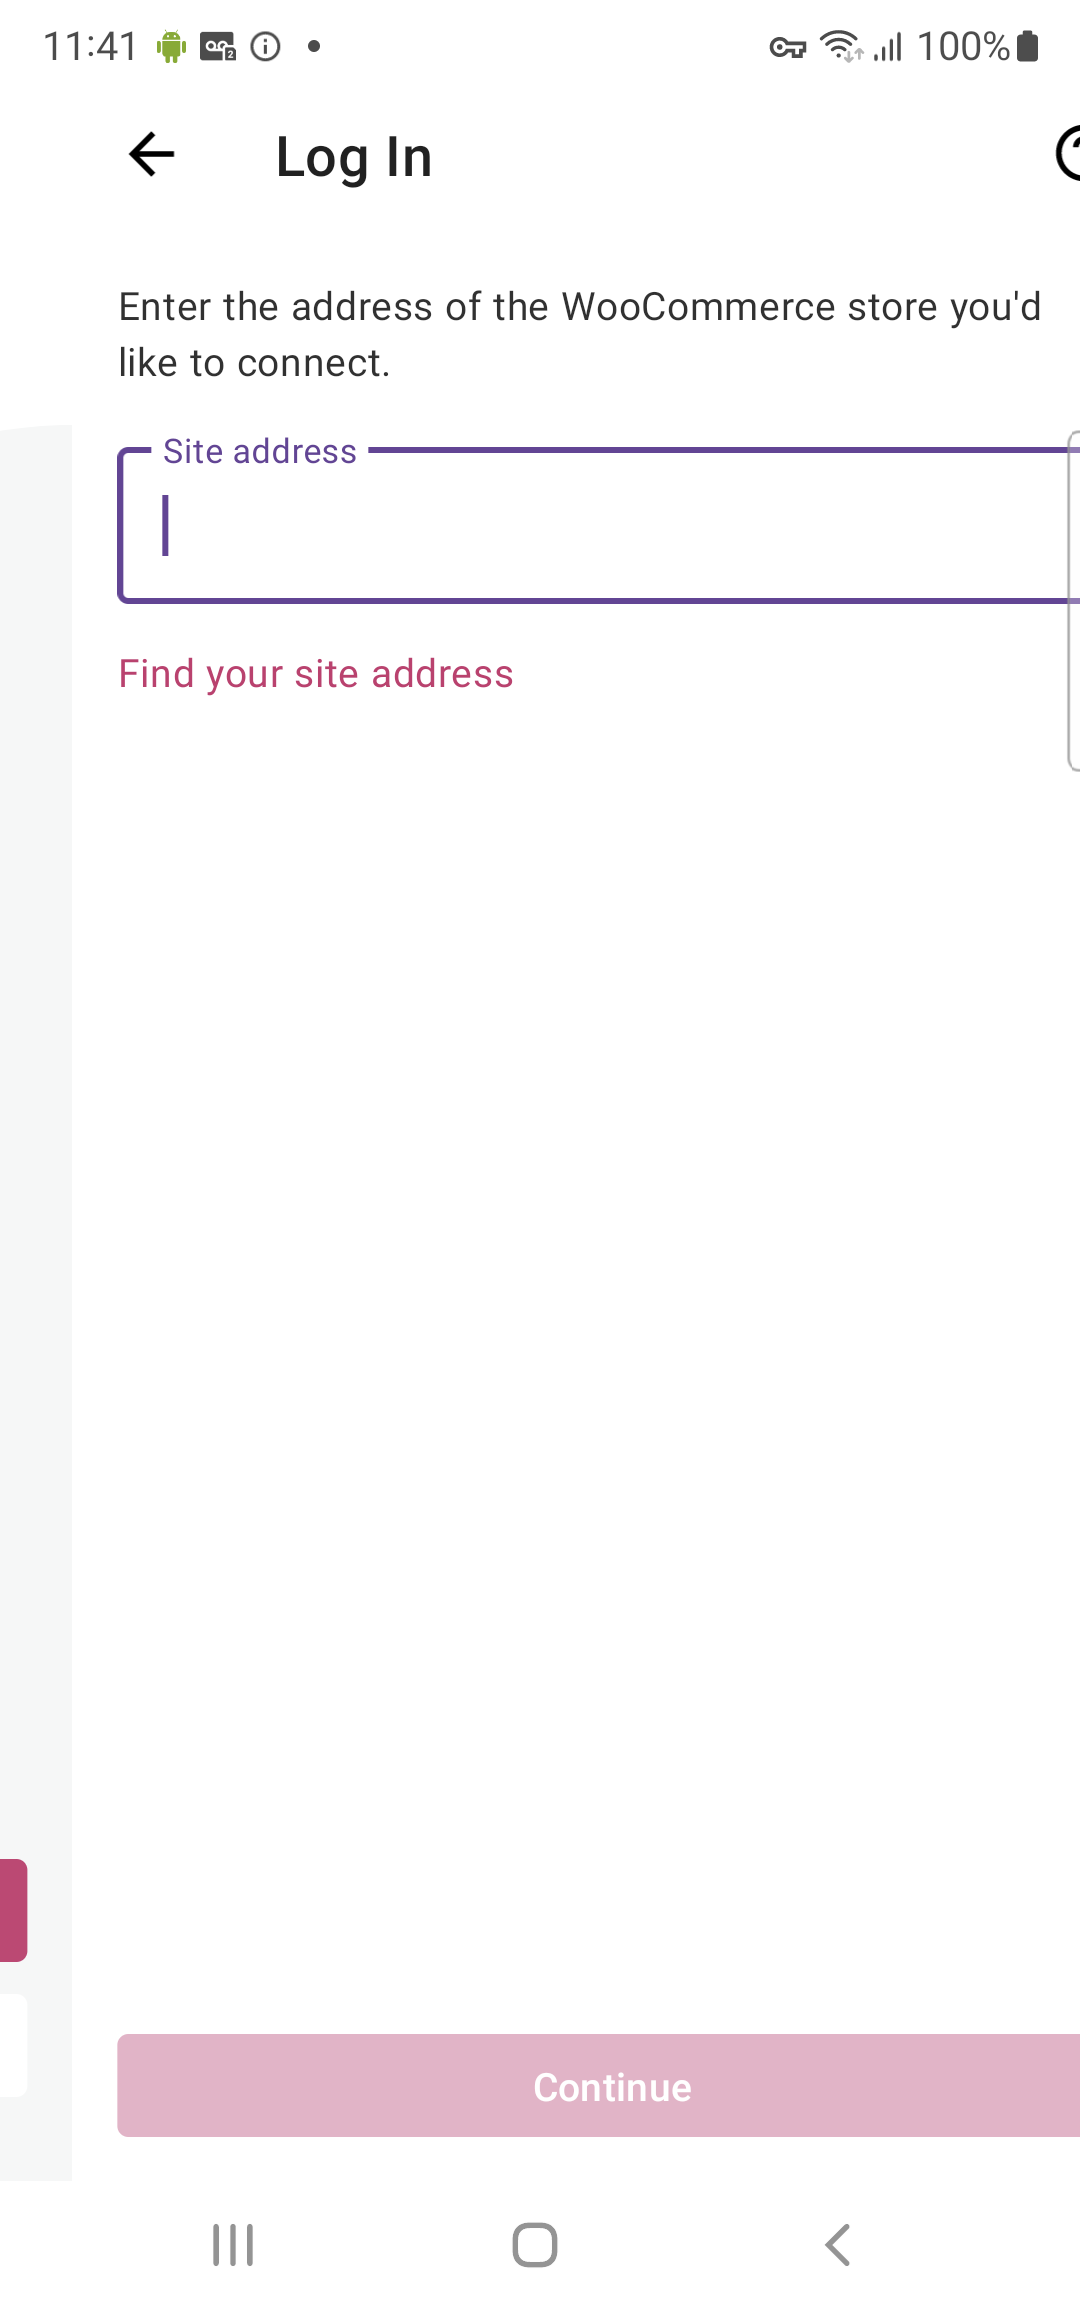 11:41
100%
Log In
Enter the address of the WooCommerce store you'd
like to connect.
Site address
Find your site address
Continue